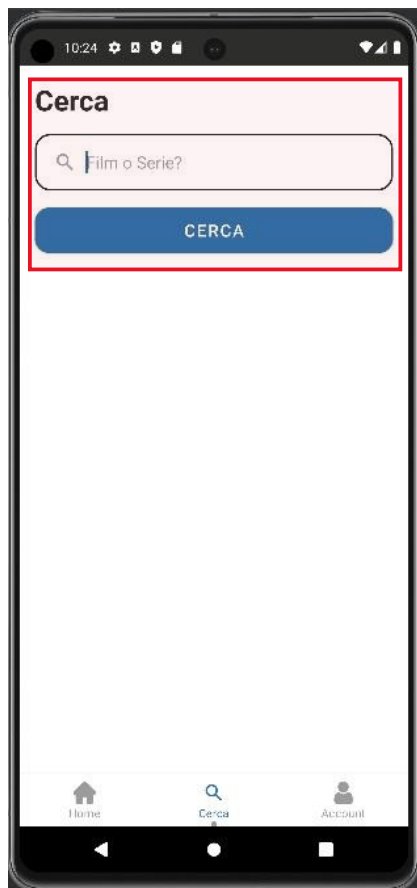 10:24
Cerca
Film o Serie?
CERCA
Home
Cerca
Account